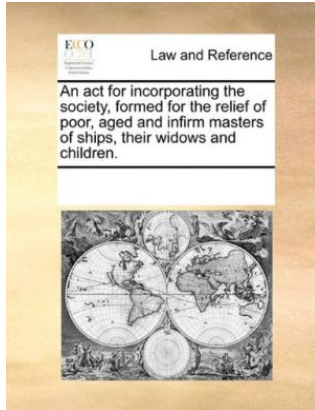 ECCO
Law and Reference
An act for incorporating the
society, formed for the relief of
poor, aged and infirm masters
of ships, their widows and
children.